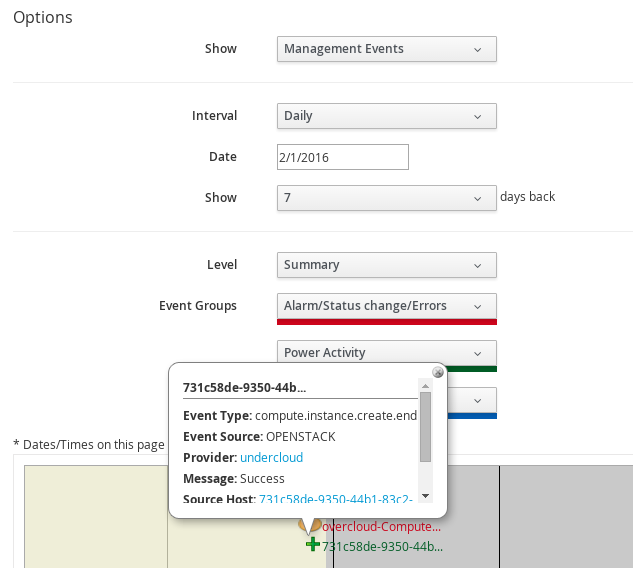 Options
Show Management Events
Interval Daily
Date 2/1/2016
Show 7 days back
Level Summary
Event Groups Alarm/Status change/Errors
Power Activity
731c58de-9350-44b...
Event Type: compute.instance.create.end
Event Source: OPENSTACK
Provider: undercloud
Message: Success
Source Host: 731c58de-9350-44b1-83c2-
* Dates/Times on this page
overcloud-Compute...
731c58de-9350-44b...